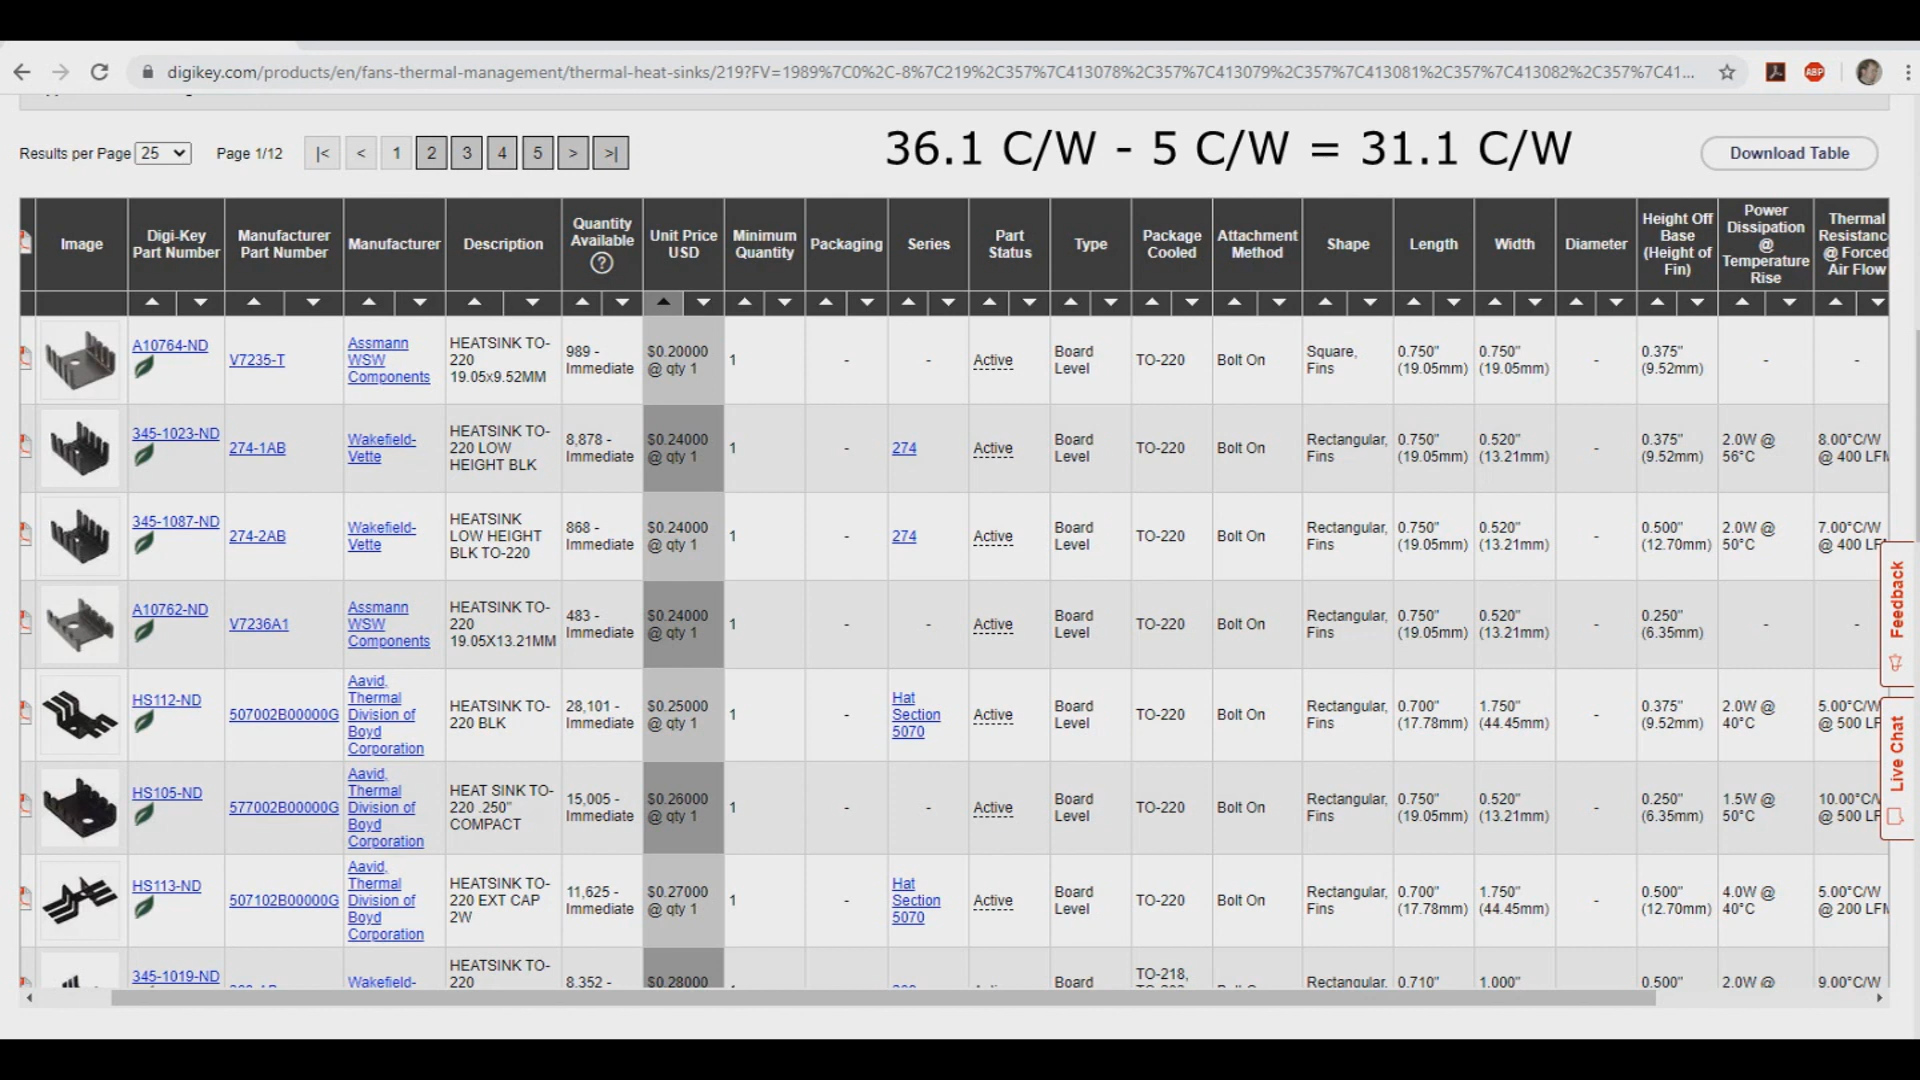 digikey.com/products/en/fans-thermal-management/thermal-heat-sinks/219?FV=1989%7C0%2C-8%7C219%2C357%7C413078%2C357%7C413079%2C357%7C413081%2C357%7C413082%2C357%7C41...
ABP
Results per Page 25 Page 1/12 |< < 1 2 3 4 5 > >|
36.1 C/W - 5 C/W = 31.1 C/W
Download Table
Image
Digi-Key
Part Number
Manufacturer
Part Number
Manufacturer
Description
Quantity
Available
?
Unit Price
USD
Minimum
Quantity
Packaging
Series
Part
Status
Type
Package
Cooled
Attachment
Method
Shape
Length
Width
Diameter
Height Off
Base
(Height of
Fin)
Power
Dissipation
@
Temperature
Rise
Thermal
Resistanc
@ Forced
Air Flow
A10764-ND
V7235-T
Assmann
WSW
Components
HEATSINK TO-
220
19.05x9.52MM
989 -
Immediate
$0.20000
@ qty 1
1
-
-
Active
Board
Level
TO-220
Bolt On
Square,
Fins
0.750"
(19.05mm)
0.750"
(19.05mm)
-
0.375"
(9.52mm)
-
-
345-1023-ND
274-1AB
Wakefield-
Vette
HEATSINK TO-
220 LOW
HEIGHT BLK
8,878 -
Immediate
$0.24000
@ qty 1
1
-
274
Active
Board
Level
TO-220
Bolt On
Rectangular,
Fins
0.750"
(19.05mm)
0.520"
(13.21mm)
-
0.375"
(9.52mm)
2.0W @
56°C
8.00°C/W
@ 400 LFM
345-1087-ND
274-2AB
Wakefield-
Vette
HEATSINK
LOW HEIGHT
BLK TO-220
868 -
Immediate
$0.24000
@ qty 1
1
-
274
Active
Board
Level
TO-220
Bolt On
Rectangular,
Fins
0.750"
(19.05mm)
0.520"
(13.21mm)
-
0.500"
(12.70mm)
2.0W @
50°C
7.00°C/W
@ 400 LF
A10762-ND
V7236A1
Assmann
WSW
Components
HEATSINK TO-
220
19.05X13.21MM
483 -
Immediate
$0.24000
@ qty 1
1
-
-
Active
Board
Level
TO-220
Bolt On
Rectangular,
Fins
0.750"
(19.05mm)
0.520"
(13.21mm)
-
0.250"
(6.35mm)
-
-
HS112-ND
507002B00000G
Aavid,
Thermal
Division of
Boyd
Corporation
HEATSINK TO-
220 BLK
28,101 -
Immediate
$0.25000
@ qty 1
1
-
Hat
Section
5070
Active
Board
Level
TO-220
Bolt On
Rectangular,
Fins
0.700"
(17.78mm)
1.750"
(44.45mm)
-
0.375"
(9.52mm)
2.0W @
40°C
5.00°C/W
@ 500 LF
HS105-ND
577002B00000G
Aavid,
Thermal
Division of
Boyd
Corporation
HEAT SINK TO-
220 .250"
COMPACT
15,005 -
Immediate
$0.26000
@ qty 1
1
-
-
Active
Board
Level
TO-220
Bolt On
Rectangular,
Fins
0.750"
(19.05mm)
0.520"
(13.21mm)
-
0.250"
(6.35mm)
1.5W @
50°C
10.00°C/
@ 500 LF
HS113-ND
507102B00000G
Aavid,
Thermal
Division of
Boyd
Corporation
HEATSINK TO-
220 EXT CAP
2W
11,625 -
Immediate
$0.27000
@ qty 1
1
-
Hat
Section
5070
Active
Board
Level
TO-220
Bolt On
Rectangular,
Fins
0.700"
(17.78mm)
1.750"
(44.45mm)
-
0.500"
(12.70mm)
4.0W @
40°C
5.00°C/W
@ 200 LFM
345-1019-ND
Wakefield-
HEATSINK TO-
220
8,352 -
$0.28000
Board
TO-218,
Rectangular,
0.710"
1.000"
0.500"
2.0W @
9.00°C/W
Feedback
Live Chat